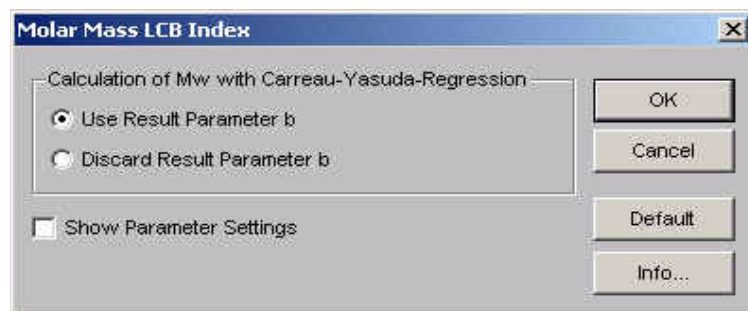 Molar Mass LCB Index
Calculation of Mw with Carreau-Yasuda-Regression
Use Result Parameter b
Discard Result Parameter b
Show Parameter Settings
OK
Cancel
Default
Info...